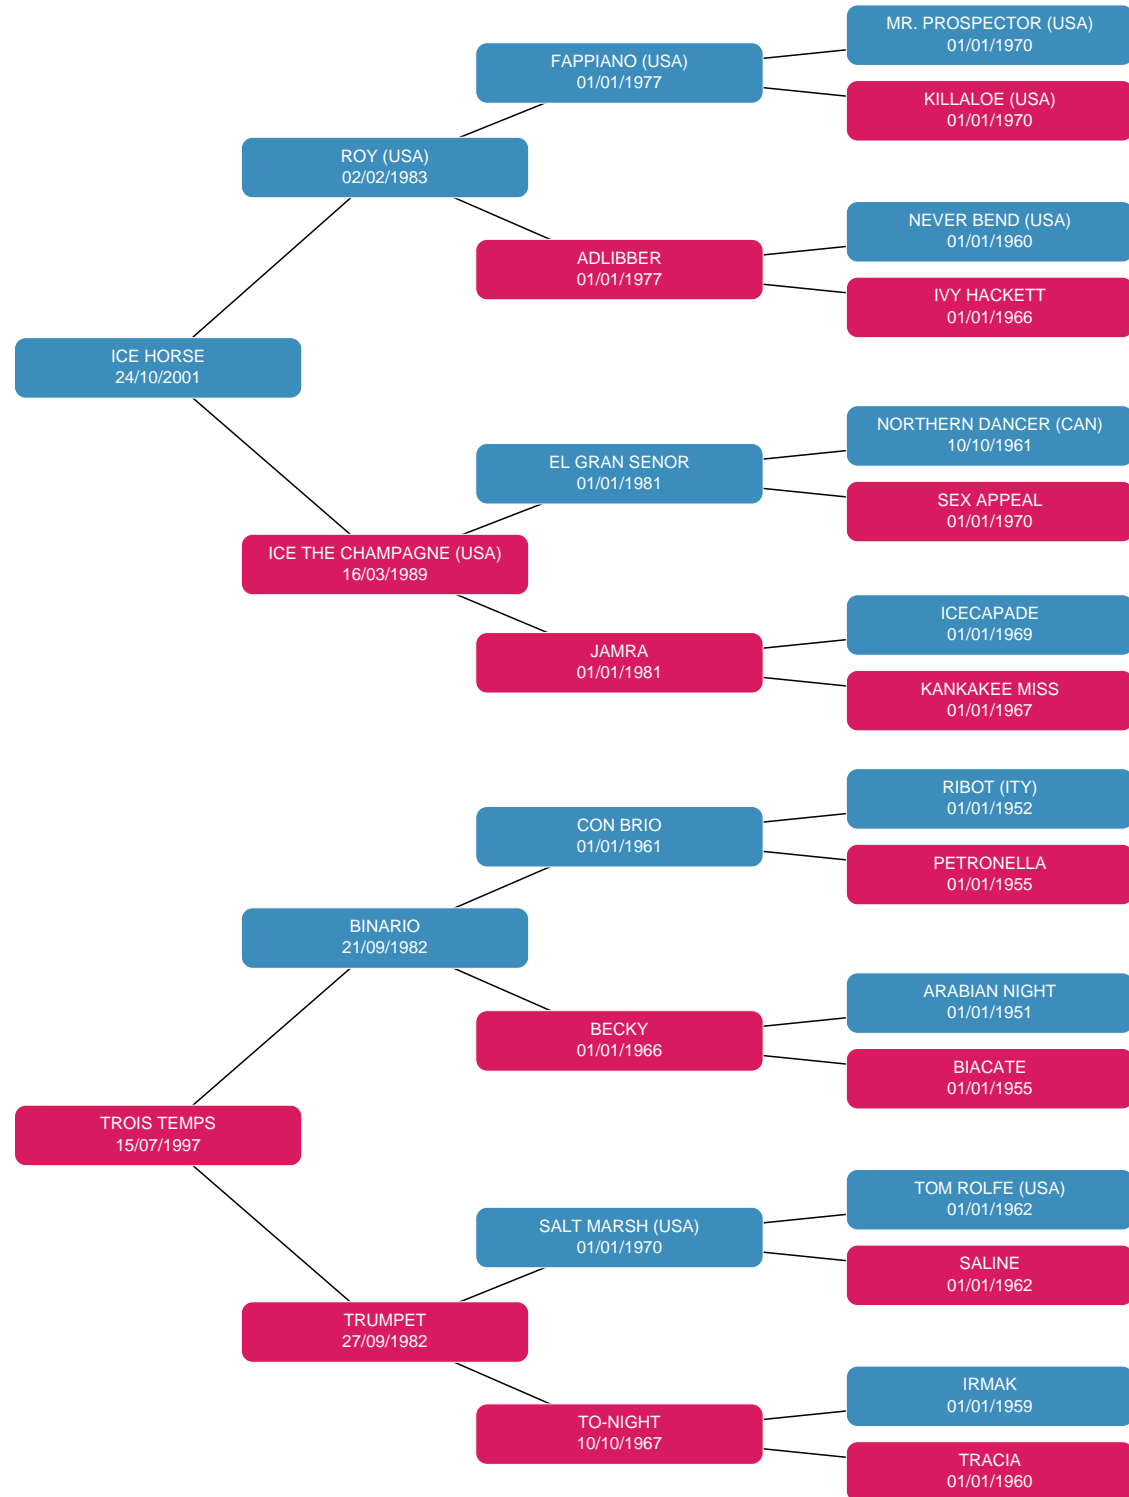 MR. PROSPECTOR (USA)
01/01/1970
FAPPIANO (USA)
01/01/1977
KILLALOE (USA)
01/01/1970
ROY (USA)
02/02/1983
NEVER BEND (USA)
01/01/1960
ADLIBBER
01/01/1977
IVY HACKETT
01/01/1966
ICE HORSE
24/10/2001
NORTHERN DANCER (CAN)
10/10/1961
EL GRAN SENOR
01/01/1981
SEX APPEAL
01/01/1970
ICE THE CHAMPAGNE (USA)
16/03/1989
ICECAPADE
01/01/1969
JAMRA
01/01/1981
KANKAKEE MISS
01/01/1967
RIBOT (ITY)
01/01/1952
CON BRIO
01/01/1961
PETRONELLA
01/01/1955
BINARIO
21/09/1982
ARABIAN NIGHT
01/01/1951
BECKY
01/01/1966
BIACATE
01/01/1955
TROIS TEMPS
15/07/1997
TOM ROLFE (USA)
01/01/1962
SALT MARSH (USA)
01/01/1970
SALINE
01/01/1962
TRUMPET
27/09/1982
IRMAK
01/01/1959
TO-NIGHT
10/10/1967
TRACIA
01/01/1960